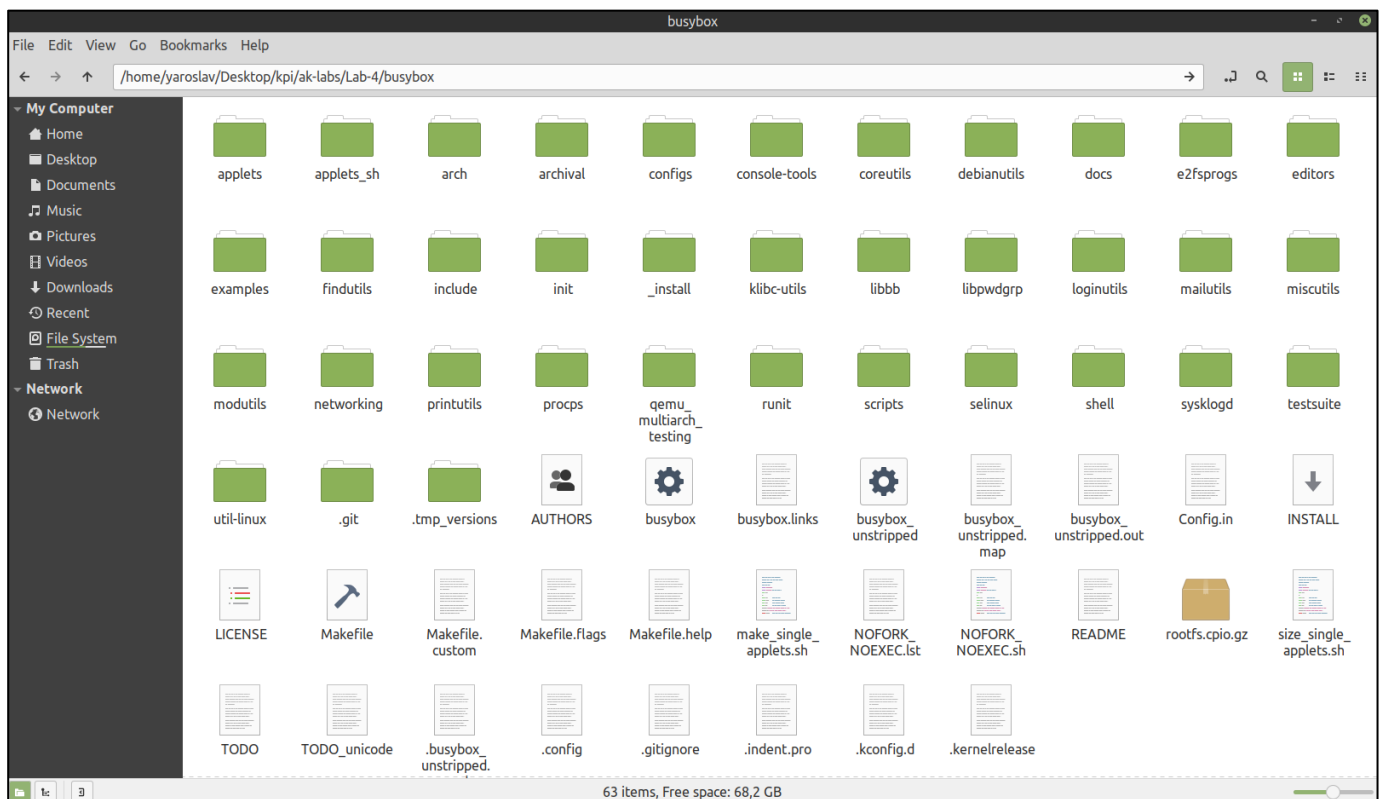 busybox
File Edit View Go Bookmarks Help
/home/yaroslav/Desktop/kpi/ak-labs/Lab-4/busybox
My Computer
Home
Desktop
Documents
Music
Pictures
Videos
Downloads
Recent
File System
Trash
Network
Network
applets applets_sh arch archival configs console-tools coreutils debianutils docs e2fsprogs editors
examples findutils include init _install klibc-utils libbb libpwdgrp loginutils mailutils miscutils
modutils networking printutils procps qemu_ runit scripts selinux shell sysklogd testsuite
multiarch_
testing
util-linux .git .tmp_versions AUTHORS busybox busybox.links busybox_ busybox_ busybox_ Config.in INSTALL
unstripped unstripped. unstripped.out
map
LICENSE Makefile Makefile. Makefile.flags Makefile.help make_single_ NOFORK_ NOFORK_ README rootfs.cpio.gz size_single_
custom applets.sh NOEXEC.lst NOEXEC.sh applets.sh
TODO TODO_unicode .busybox_ .config .gitignore .indent.pro .kconfig.d .kernelrelease
unstripped.
63 items, Free space: 68,2 GB